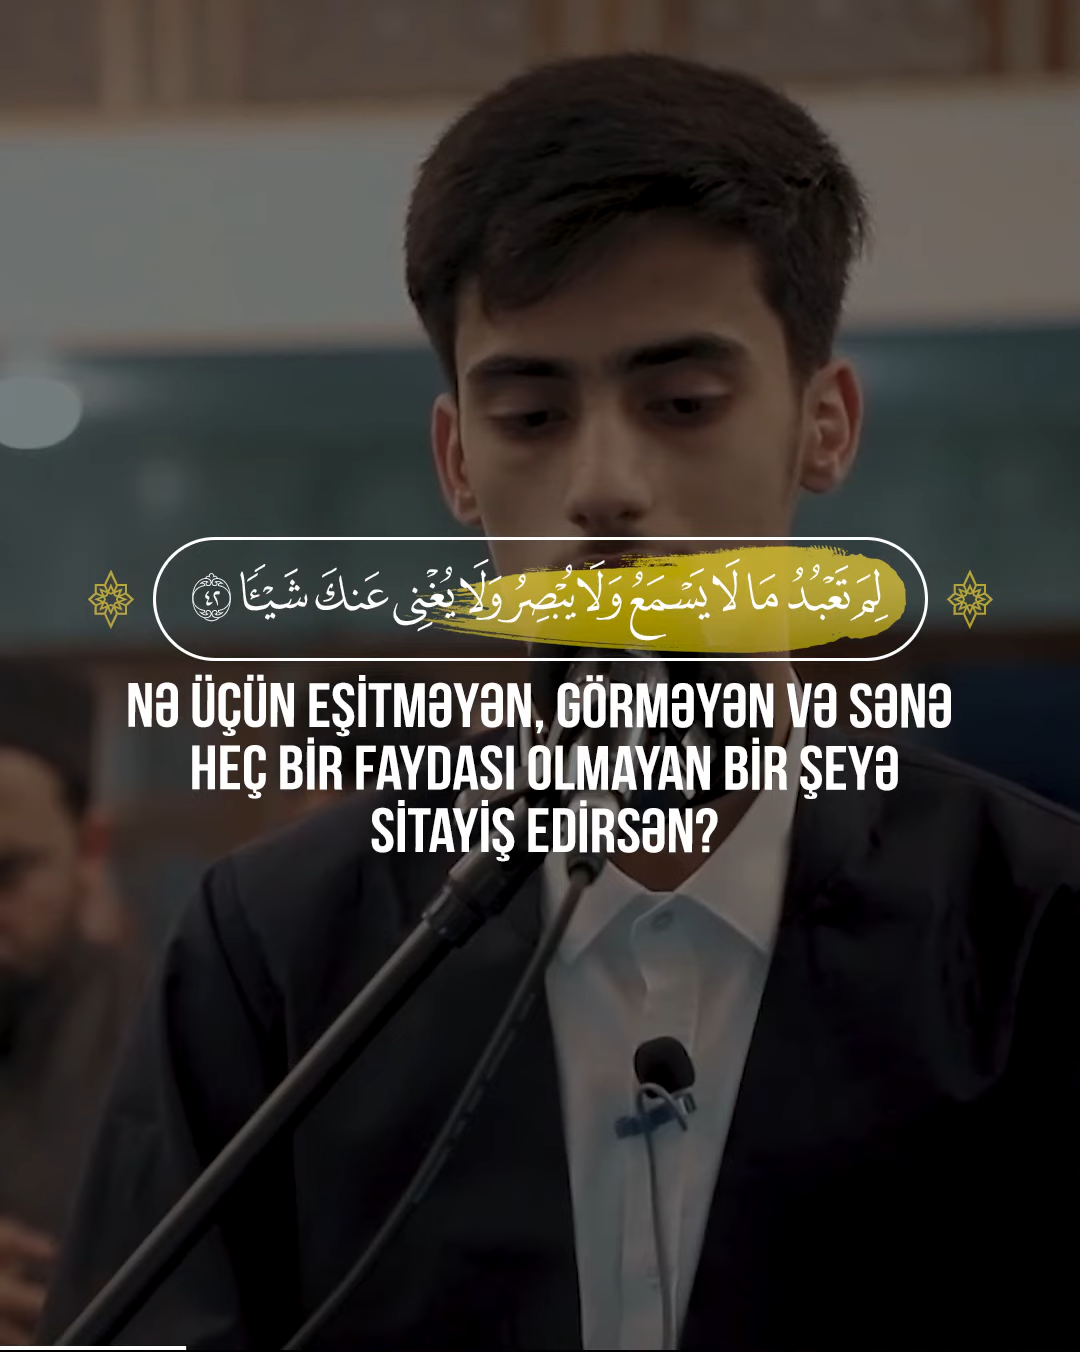 لِمَ تَعْبُدُ مَا لَا يَسْمَعُ وَلَا يُبْصِرُ وَلَا يُغْنِى عَنكَ شَيْـًٔا ٤٢
NƏ ÜÇÜN EŞİTMƏYƏN, GÖRMƏYƏN VƏ SƏNƏ
HEÇ BİR FAYDASI OLMAYAN BİR ŞEYƏ
SİTAYİŞ EDİRSƏN?